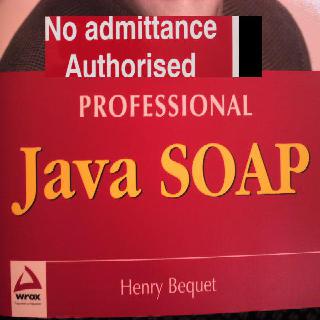 No admittance
Authorised
PROFESSIONAL
Java SOAP
Henry Bequet
wrox